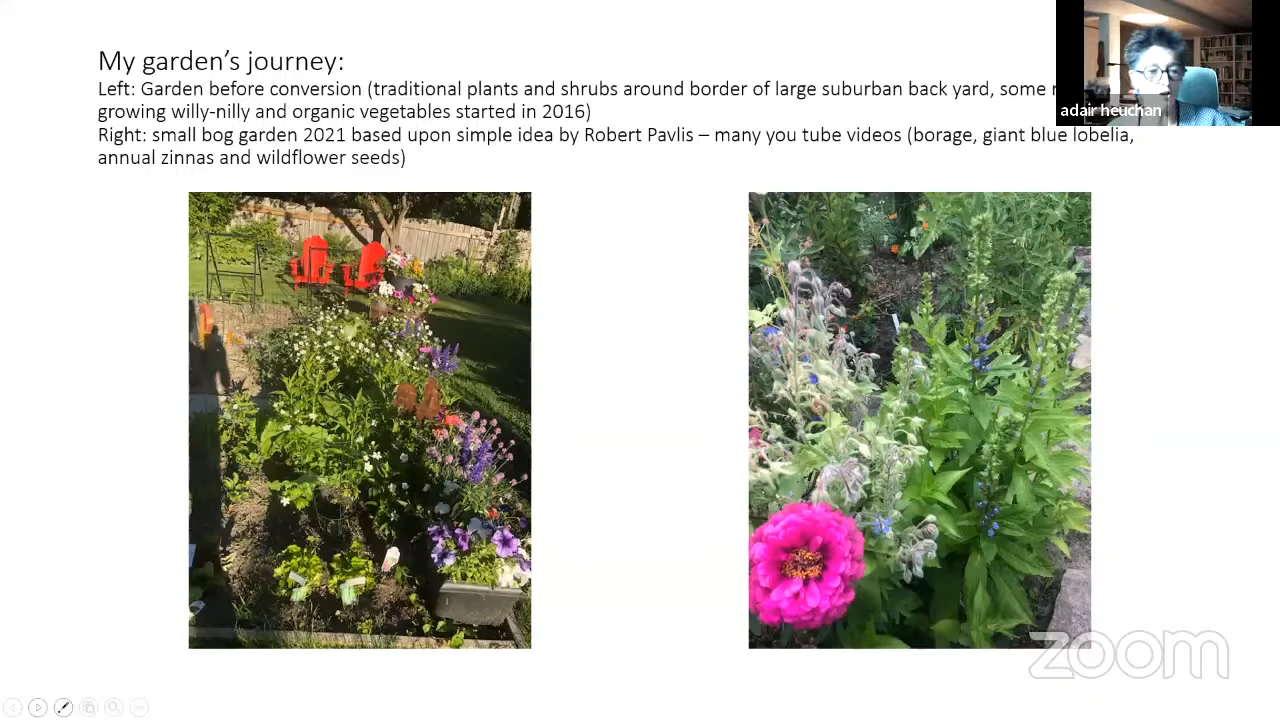 My garden's journey:
Left: Garden before conversion (traditional plants and shrubs around border of large suburban back yard, some
growing willy-nilly and organic vegetables started in 2016)
Right: small bog garden 2021 based upon simple idea by Robert Pavlis – many you tube videos (borage, giant blue lobelia,
annual zinnas and wildflower seeds)
adair heuchan
zoom